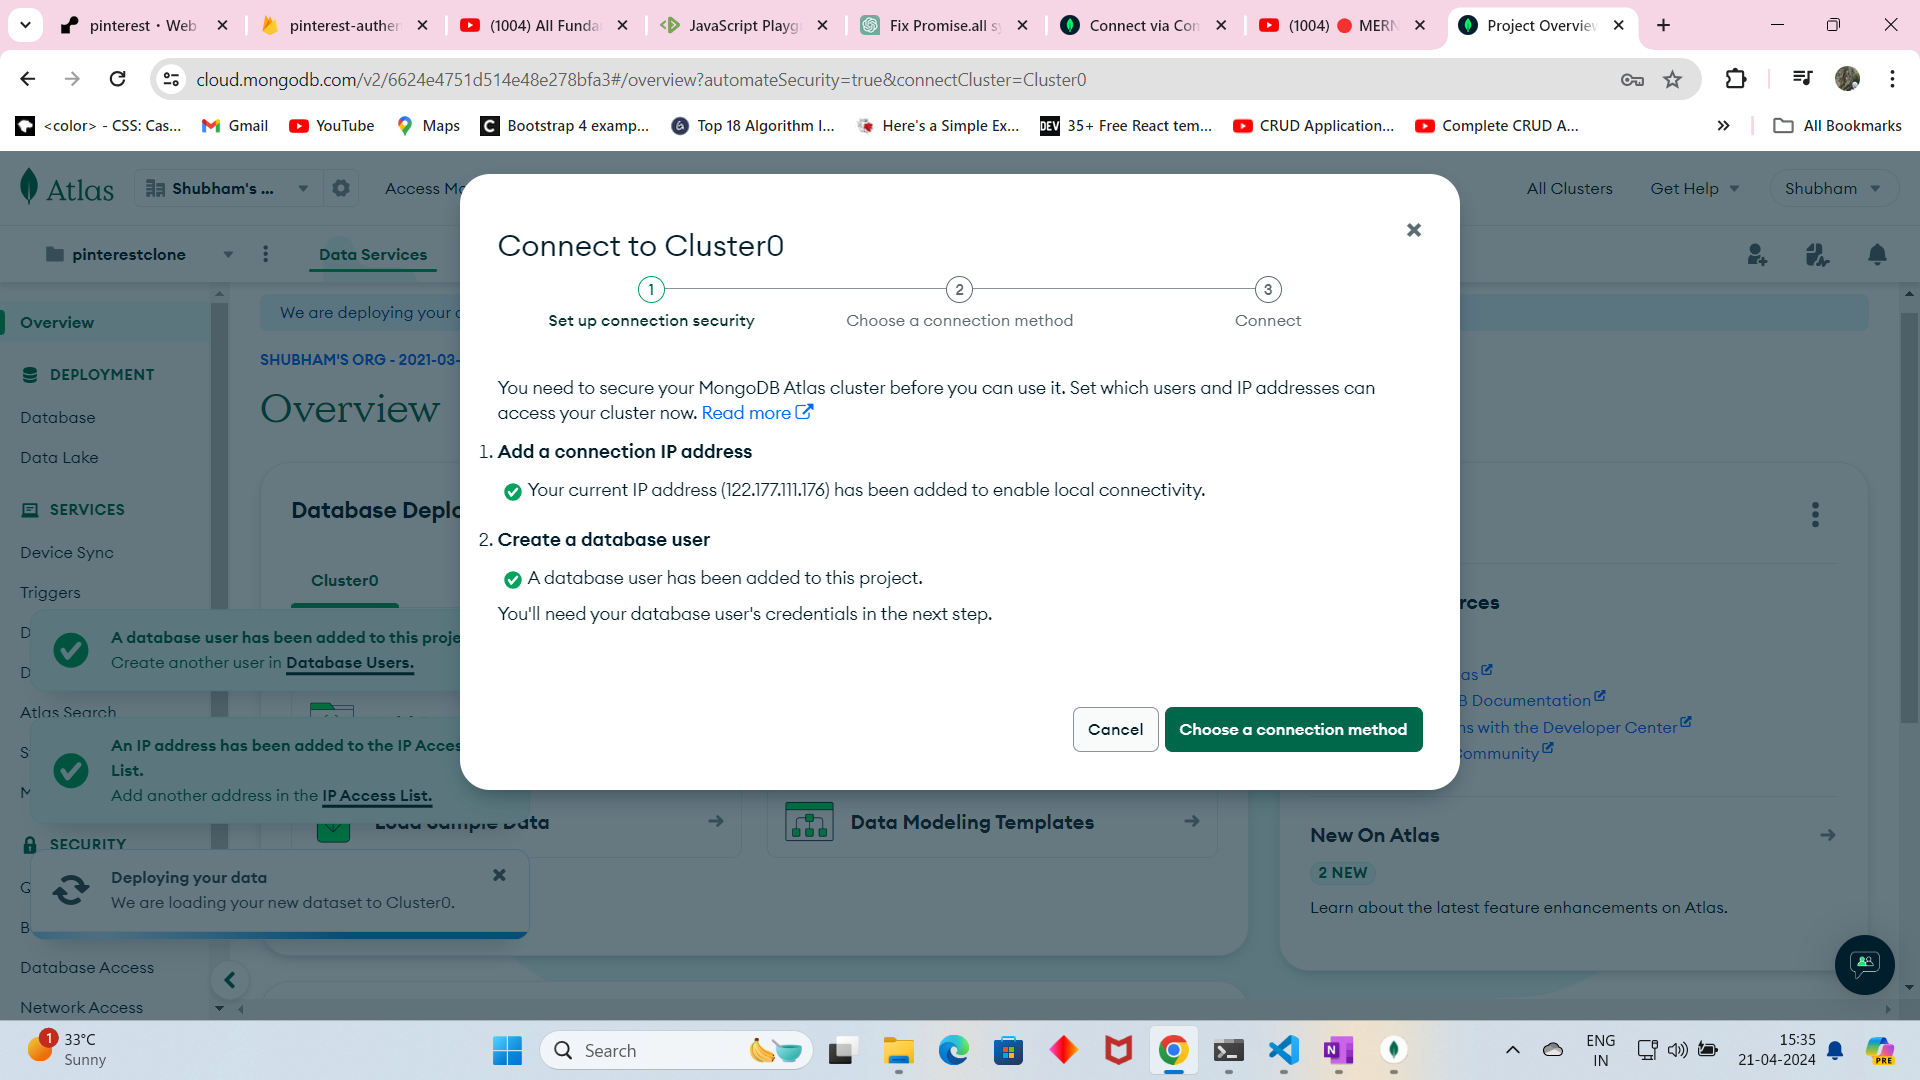 pinterest • Web
pinterest-authen
(1004) All Funda
JavaScript Playg
Fix Promise.all sy
Connect via Con
(1004) 🔴 MERN
Project Overview
cloud.mongodb.com/v2/6624e4751d514e48e278bfa3#/overview?automateSecurity=true&connectCluster=Cluster0
<color> - CSS: Cas...
Gmail
YouTube
Maps
Bootstrap 4 examp...
Top 18 Algorithm I...
Here's a Simple Ex...
DEV
35+ Free React tem...
CRUD Application...
Complete CRUD A...
All Bookmarks
Atlas
Shubham's ...
Access Ma
All Clusters
Get Help
Shubham
pinterestclone
Data Services
Overview
DEPLOYMENT
Database
Data Lake
SERVICES
Device Sync
Triggers
Atlas Search
SECURITY
Database Access
Network Access
We are deploying your c
SHUBHAM'S ORG - 2021-03-
Overview
Database Deplo
Cluster0
A database user has been added to this proje
Create another user in Database Users.
An IP address has been added to the IP Acces
List.
Add another address in the IP Access List.
Deploying your data
We are loading your new dataset to Cluster0.
Connect to Cluster0
1
2
3
Set up connection security
Choose a connection method
Connect
You need to secure your MongoDB Atlas cluster before you can use it. Set which users and IP addresses can
access your cluster now. Read more
1. Add a connection IP address
Your current IP address (122.177.111.176) has been added to enable local connectivity.
2. Create a database user
A database user has been added to this project.
You'll need your database user's credentials in the next step.
Cancel
Choose a connection method
Load Sample Data
Data Modeling Templates
rces
as
B Documentation
ns with the Developer Center
ommunity
New On Atlas
2 NEW
Learn about the latest feature enhancements on Atlas.
1
33°C
Sunny
Search
ENG
IN
15:35
21-04-2024
PRE